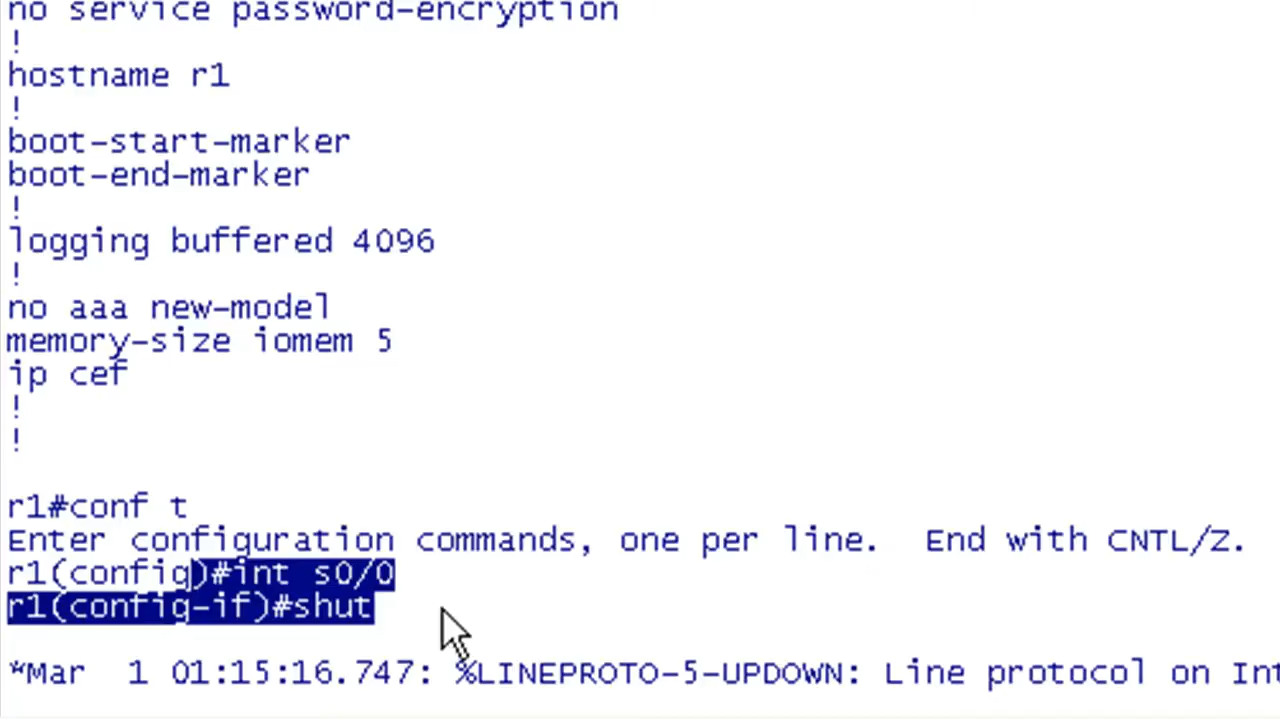 no service password-encryption
!
hostname r1
!
boot-start-marker
boot-end-marker
!
logging buffered 4096
!
no aaa new-model
memory-size iomem 5
ip cef
!
!
r1#conf t
Enter configuration commands, one per line.  End with CNTL/Z.
r1(config)#int s0/0
r1(config-if)#shut
*Mar  1 01:15:16.747: %LINEPROTO-5-UPDOWN: Line protocol on Int